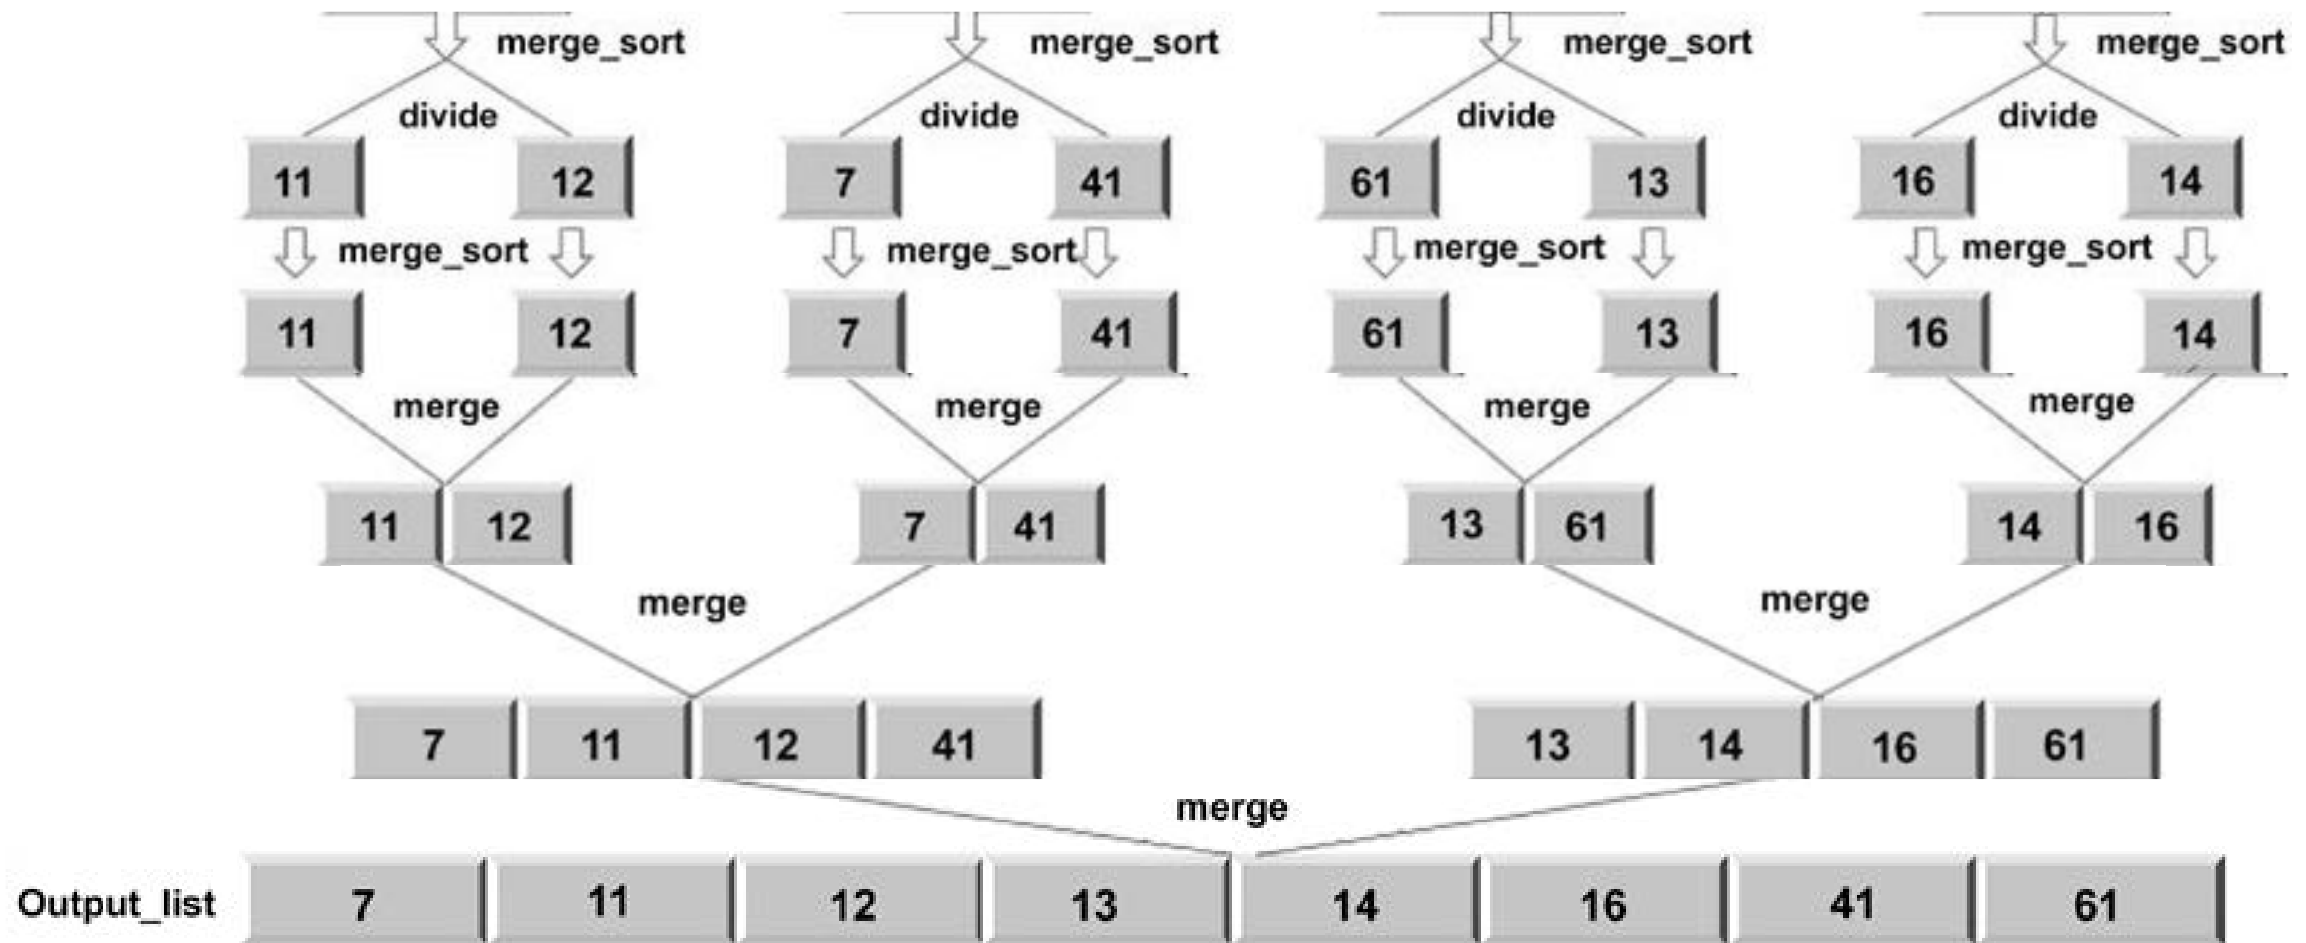 merge_sort merge_sort merge_sort merge_sort
divide divide divide divide
11 12 7 41 61 13 16 14
merge_sort merge_sort merge_sort merge_sort
11 12 7 41 61 13 16 14
merge merge merge merge
11 12 7 41 13 61 14 16
merge merge
7 11 12 41 13 14 16 61
merge
Output_list 7 11 12 13 14 16 41 61